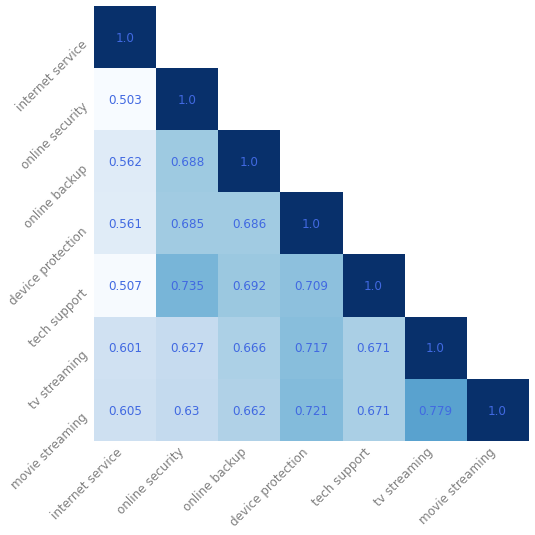 internet service 1.0
online security 0.503 1.0
online backup 0.562 0.688 1.0
device protection 0.561 0.685 0.686 1.0
tech support 0.507 0.735 0.692 0.709 1.0
tv streaming 0.601 0.627 0.666 0.717 0.671 1.0
movie streaming 0.605 0.63 0.662 0.721 0.671 0.779 1.0
internet service online security online backup device protection tech support tv streaming movie streaming